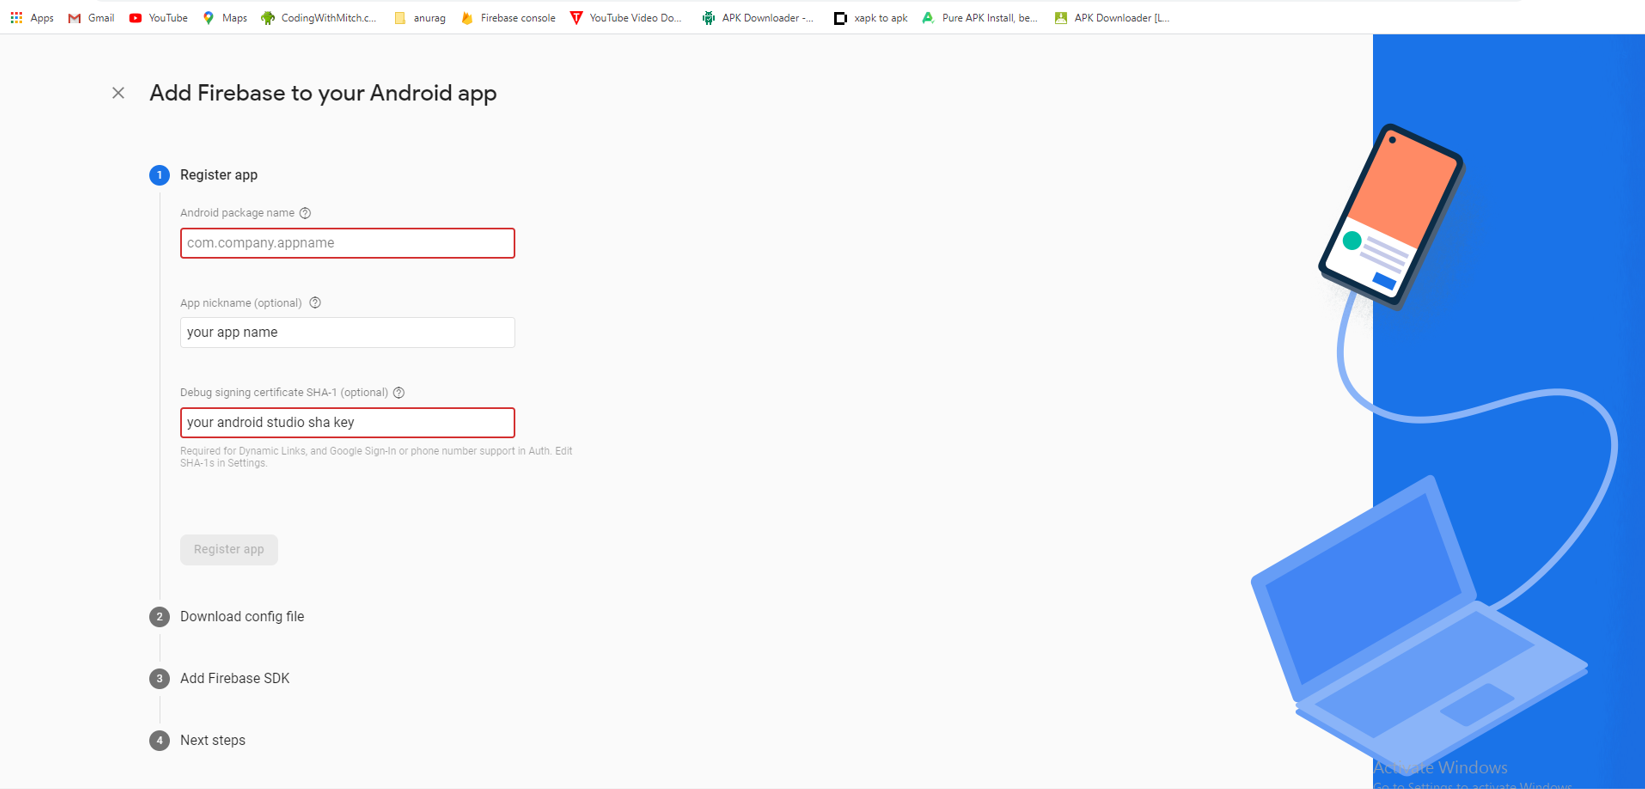 Apps Gmail YouTube Maps CodingWithMitch.c... anurag Firebase console YouTube Video Do... APK Downloader -... xapk to apk Pure APK Install, be... APK Downloader [L...
Add Firebase to your Android app
1 Register app
Android package name
com.company.appname
App nickname (optional)
your app name
Debug signing certificate SHA-1 (optional)
your android studio sha key
Required for Dynamic Links, and Google Sign-In or phone number support in Auth. Edit
SHA-1s in Settings.
Register app
2 Download config file
3 Add Firebase SDK
4 Next steps
Activate Windows
Go to Settings to activate Windows.